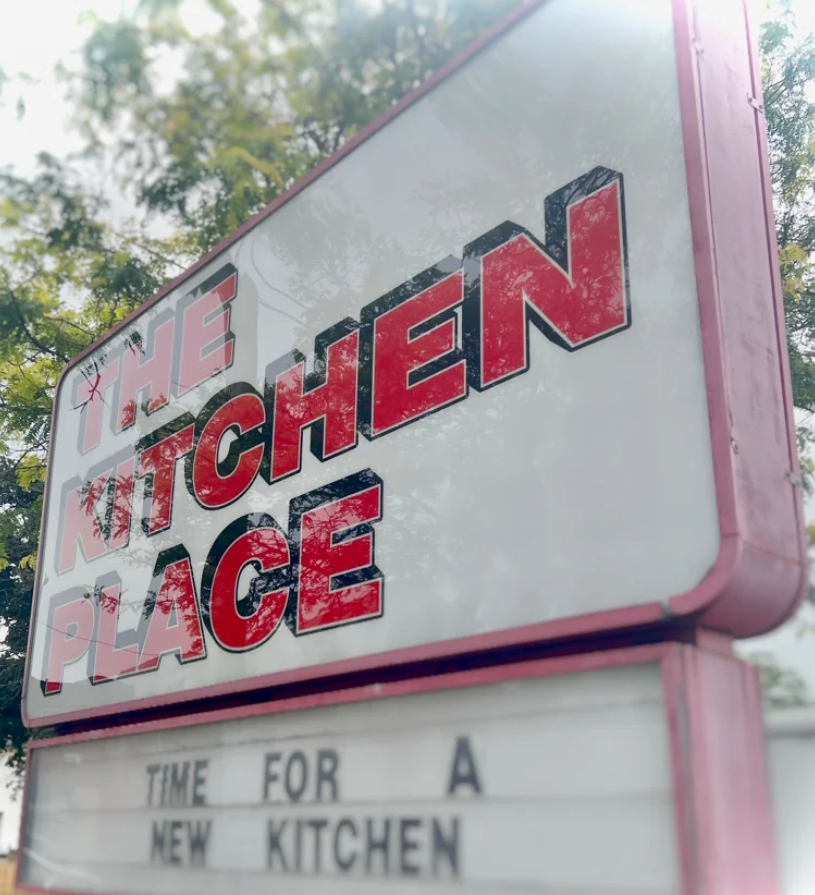 THE
KITCHEN
PLACE
TIME FOR A
NEW KITCHEN